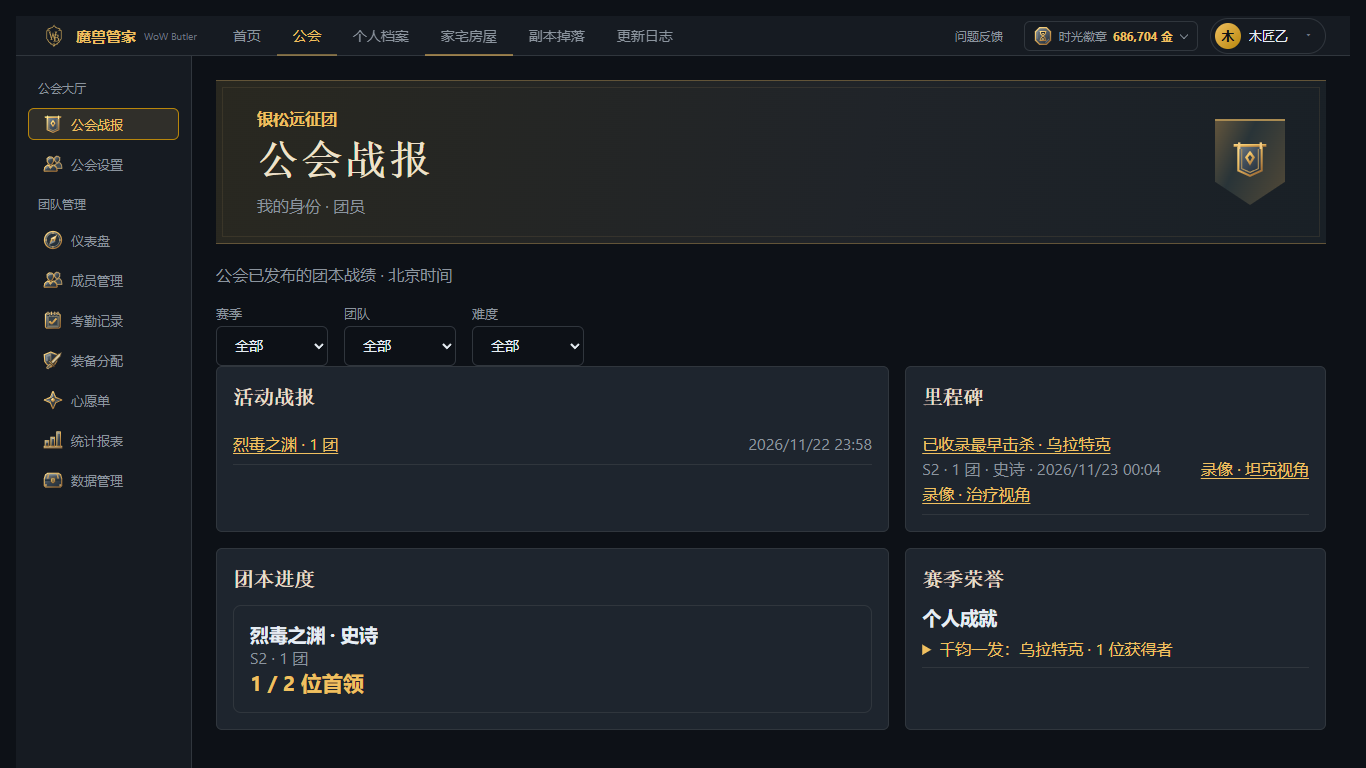 魔兽管家 WoW Butler 首页 公会 个人档案 家宅房屋 副本掉落 更新日志 问题反馈 时光徽章 686,704 金 木 木匠乙
公会大厅
公会战报
公会设置
团队管理
仪表盘
成员管理
考勤记录
装备分配
心愿单
统计报表
数据管理
银松远征团
公会战报
我的身份 · 团员
公会已发布的团本战绩 · 北京时间
赛季 团队 难度
全部 全部 全部
活动战报
烈毒之渊 · 1 团 2026/11/22 23:58
里程碑
已收录最早击杀 · 乌拉特克
S2 · 1 团 · 史诗 · 2026/11/23 00:04 录像 · 坦克视角
录像 · 治疗视角
团本进度
烈毒之渊 · 史诗
S2 · 1 团
1 / 2 位首领
赛季荣誉
个人成就
千钧一发：乌拉特克 · 1 位获得者